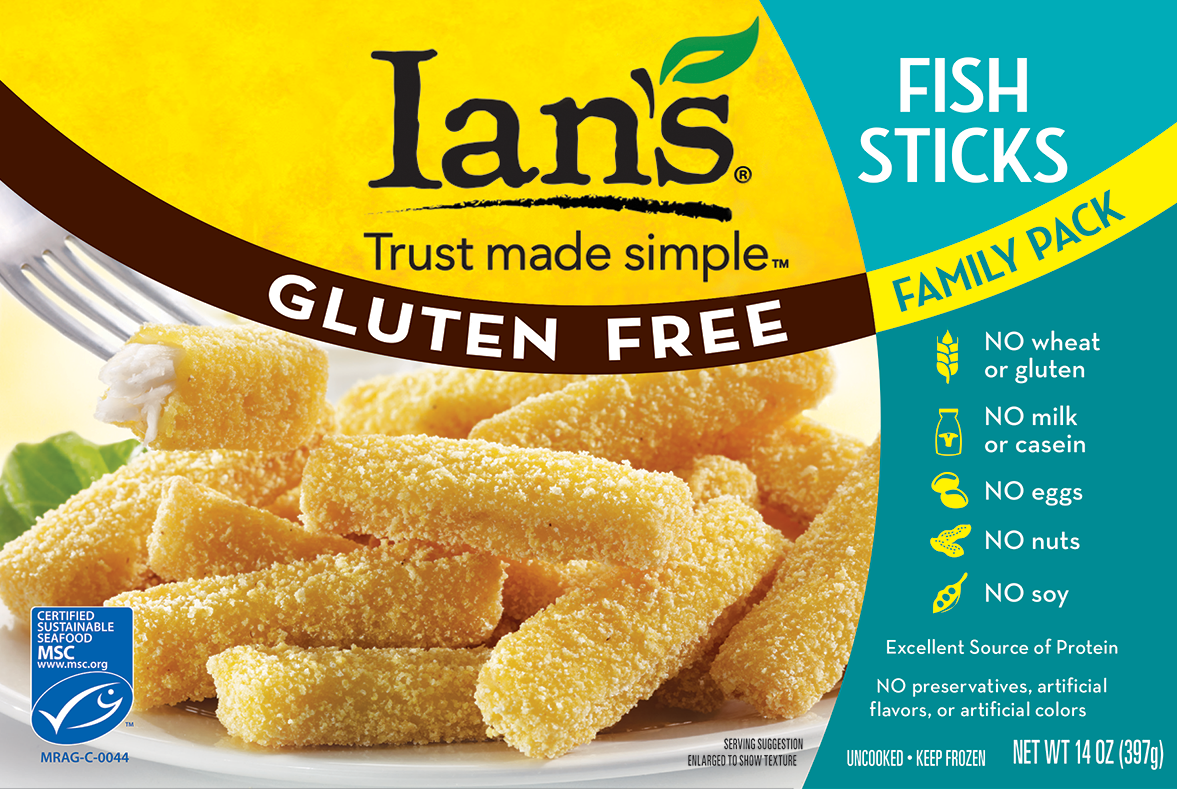 Ian's®
Trust made simple™
GLUTEN FREE
FISH
STICKS
FAMILY PACK
NO wheat
or gluten
NO milk
or casein
NO eggs
NO nuts
NO soy
Excellent Source of Protein
NO preservatives, artificial
flavors, or artificial colors
UNCOOKED • KEEP FROZEN
NET WT 14 OZ (397g)
SERVING SUGGESTION
ENLARGED TO SHOW TEXTURE
CERTIFIED
SUSTAINABLE
SEAFOOD
MSC
www.msc.org
TM
MRAG-C-0044